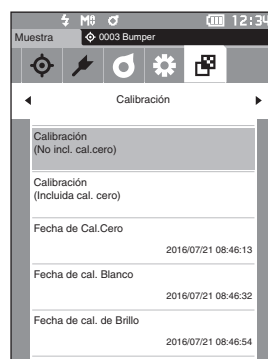 M 12:34
Muestra 0003 Bumper
Calibración
Calibración
(No incl. cal.cero)
Calibración
(Incluida cal. cero)
Fecha de Cal.Cero
2016/07/21 08:46:13
Fecha de cal. Blanco
2016/07/21 08:46:32
Fecha de cal. de Brillo
2016/07/21 08:46:54